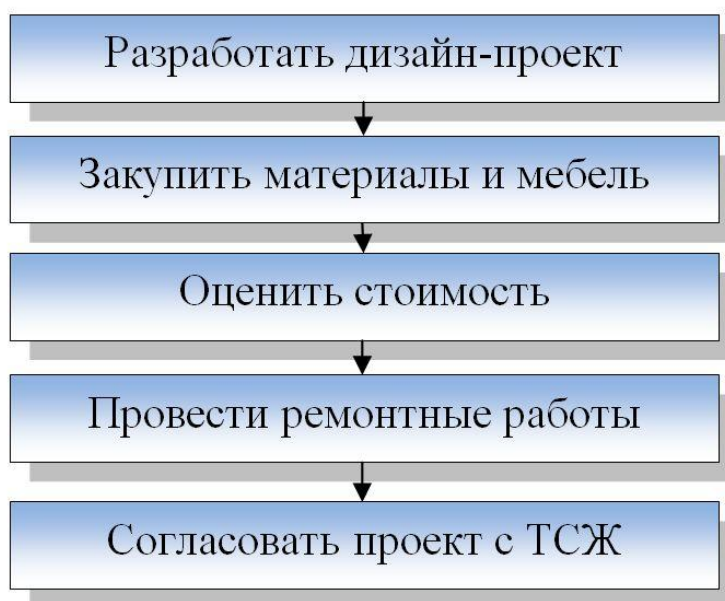 Разработать дизайн-проект
Закупить материалы и мебель
Оценить стоимость
Провести ремонтные работы
Согласовать проект с ТСЖ